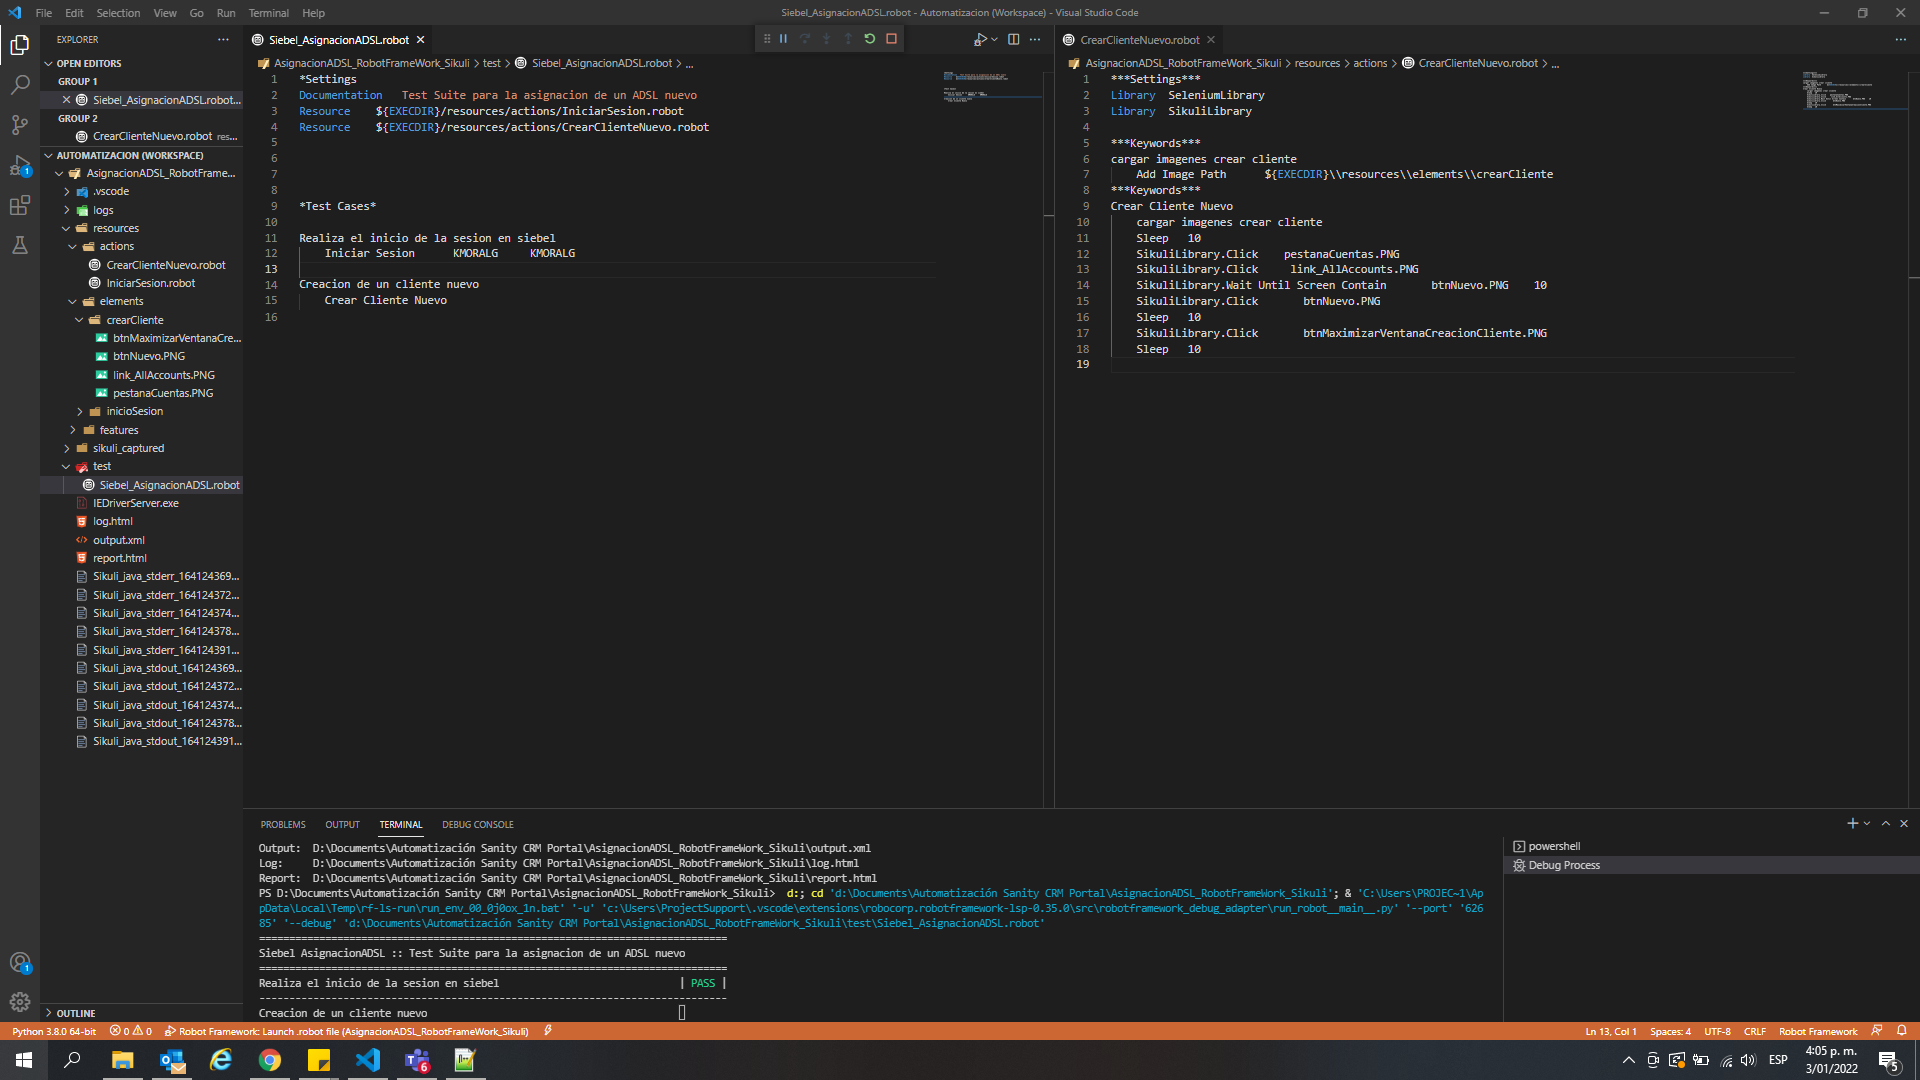 File Edit Selection View Go Run Terminal Help
Siebel_AsignacionADSL.robot - Automatizacion (Workspace) - Visual Studio Code
EXPLORER
OPEN EDITORS
GROUP 1
Siebel_AsignacionADSL.robot...
GROUP 2
CrearClienteNuevo.robot res...
AUTOMATIZACION (WORKSPACE)
AsignacionADSL_RobotFrame...
.vscode
logs
resources
actions
CrearClienteNuevo.robot
IniciarSesion.robot
elements
crearCliente
btnMaximizarVentanaCre...
btnNuevo.PNG
link_AllAccounts.PNG
pestanaCuentas.PNG
inicioSesion
features
sikuli_captured
test
Siebel_AsignacionADSL.robot
IEDriverServer.exe
log.html
output.xml
report.html
Sikuli_java_stderr_164124369...
Sikuli_java_stderr_164124372...
Sikuli_java_stderr_164124374...
Sikuli_java_stderr_164124378...
Sikuli_java_stderr_164124391...
Sikuli_java_stdout_164124369...
Sikuli_java_stdout_164124372...
Sikuli_java_stdout_164124374...
Sikuli_java_stdout_164124378...
Sikuli_java_stdout_164124391...
OUTLINE
Siebel_AsignacionADSL.robot
AsignacionADSL_RobotFrameWork_Sikuli > test > Siebel_AsignacionADSL.robot > ...
1 *Settings
2 Documentation Test Suite para la asignacion de un ADSL nuevo
3 Resource ${EXECDIR}/resources/actions/IniciarSesion.robot
4 Resource ${EXECDIR}/resources/actions/CrearClienteNuevo.robot
5
6
7
8
9 *Test Cases*
10
11 Realiza el inicio de la sesion en siebel
12 Iniciar Sesion KMORALG KMORALG
13
14 Creacion de un cliente nuevo
15 Crear Cliente Nuevo
16
CrearClienteNuevo.robot
AsignacionADSL_RobotFrameWork_Sikuli > resources > actions > CrearClienteNuevo.robot > ...
1 ***Settings***
2 Library SeleniumLibrary
3 Library SikuliLibrary
4
5 ***Keywords***
6 cargar imagenes crear cliente
7 Add Image Path ${EXECDIR}\\resources\\elements\\crearCliente
8 ***Keywords***
9 Crear Cliente Nuevo
10 cargar imagenes crear cliente
11 Sleep 10
12 SikuliLibrary.Click pestanaCuentas.PNG
13 SikuliLibrary.Click link_AllAccounts.PNG
14 SikuliLibrary.Wait Until Screen Contain btnNuevo.PNG 10
15 SikuliLibrary.Click btnNuevo.PNG
16 Sleep 10
17 SikuliLibrary.Click btnMaximizarVentanaCreacionCliente.PNG
18 Sleep 10
19
PROBLEMS OUTPUT TERMINAL DEBUG CONSOLE
Output: D:\Documents\Automatización Sanity CRM Portal\AsignacionADSL_RobotFrameWork_Sikuli\output.xml
Log: D:\Documents\Automatización Sanity CRM Portal\AsignacionADSL_RobotFrameWork_Sikuli\log.html
Report: D:\Documents\Automatización Sanity CRM Portal\AsignacionADSL_RobotFrameWork_Sikuli\report.html
PS D:\Documents\Automatización Sanity CRM Portal\AsignacionADSL_RobotFrameWork_Sikuli> d:; cd 'd:\Documents\Automatización Sanity CRM Portal\AsignacionADSL_RobotFrameWork_Sikuli'; & 'C:\Users\PROJEC~1\Ap
pData\Local\Temp\rf-ls-run\run_env_00_0j0ox_1n.bat' '-u' 'c:\Users\ProjectSupport\.vscode\extensions\robocorp.robotframework-lsp-0.35.0\src\robotframework_debug_adapter\run_robot__main__.py' '--port' '626
85' '--debug' 'd:\Documents\Automatización Sanity CRM Portal\AsignacionADSL_RobotFrameWork_Sikuli\test\Siebel_AsignacionADSL.robot'
==============================================================================
Siebel AsignacionADSL :: Test Suite para la asignacion de un ADSL nuevo
==============================================================================
Realiza el inicio de la sesion en siebel | PASS |
------------------------------------------------------------------------------
Creacion de un cliente nuevo
powershell
Debug Process
Python 3.8.0 64-bit 0 0 Robot Framework: Launch .robot file (AsignacionADSL_RobotFrameWork_Sikuli)
Ln 13, Col 1 Spaces: 4 UTF-8 CRLF Robot Framework
ESP
4:05 p. m.
3/01/2022
1
1
6
5